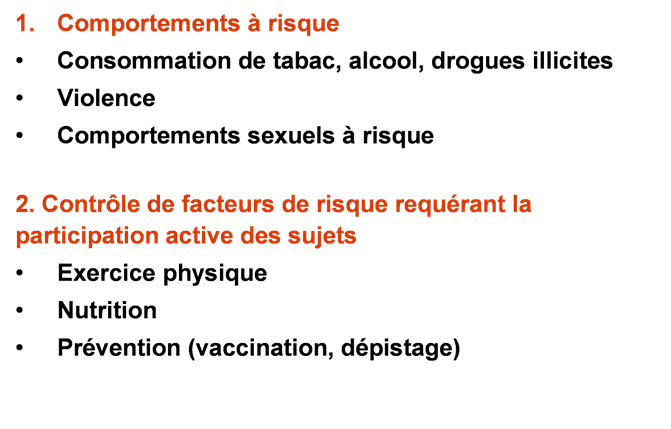 1. Comportements à risque
• Consommation de tabac, alcool, drogues illicites
• Violence
• Comportements sexuels à risque
2. Contrôle de facteurs de risque requérant la
participation active des sujets
• Exercice physique
• Nutrition
• Prévention (vaccination, dépistage)